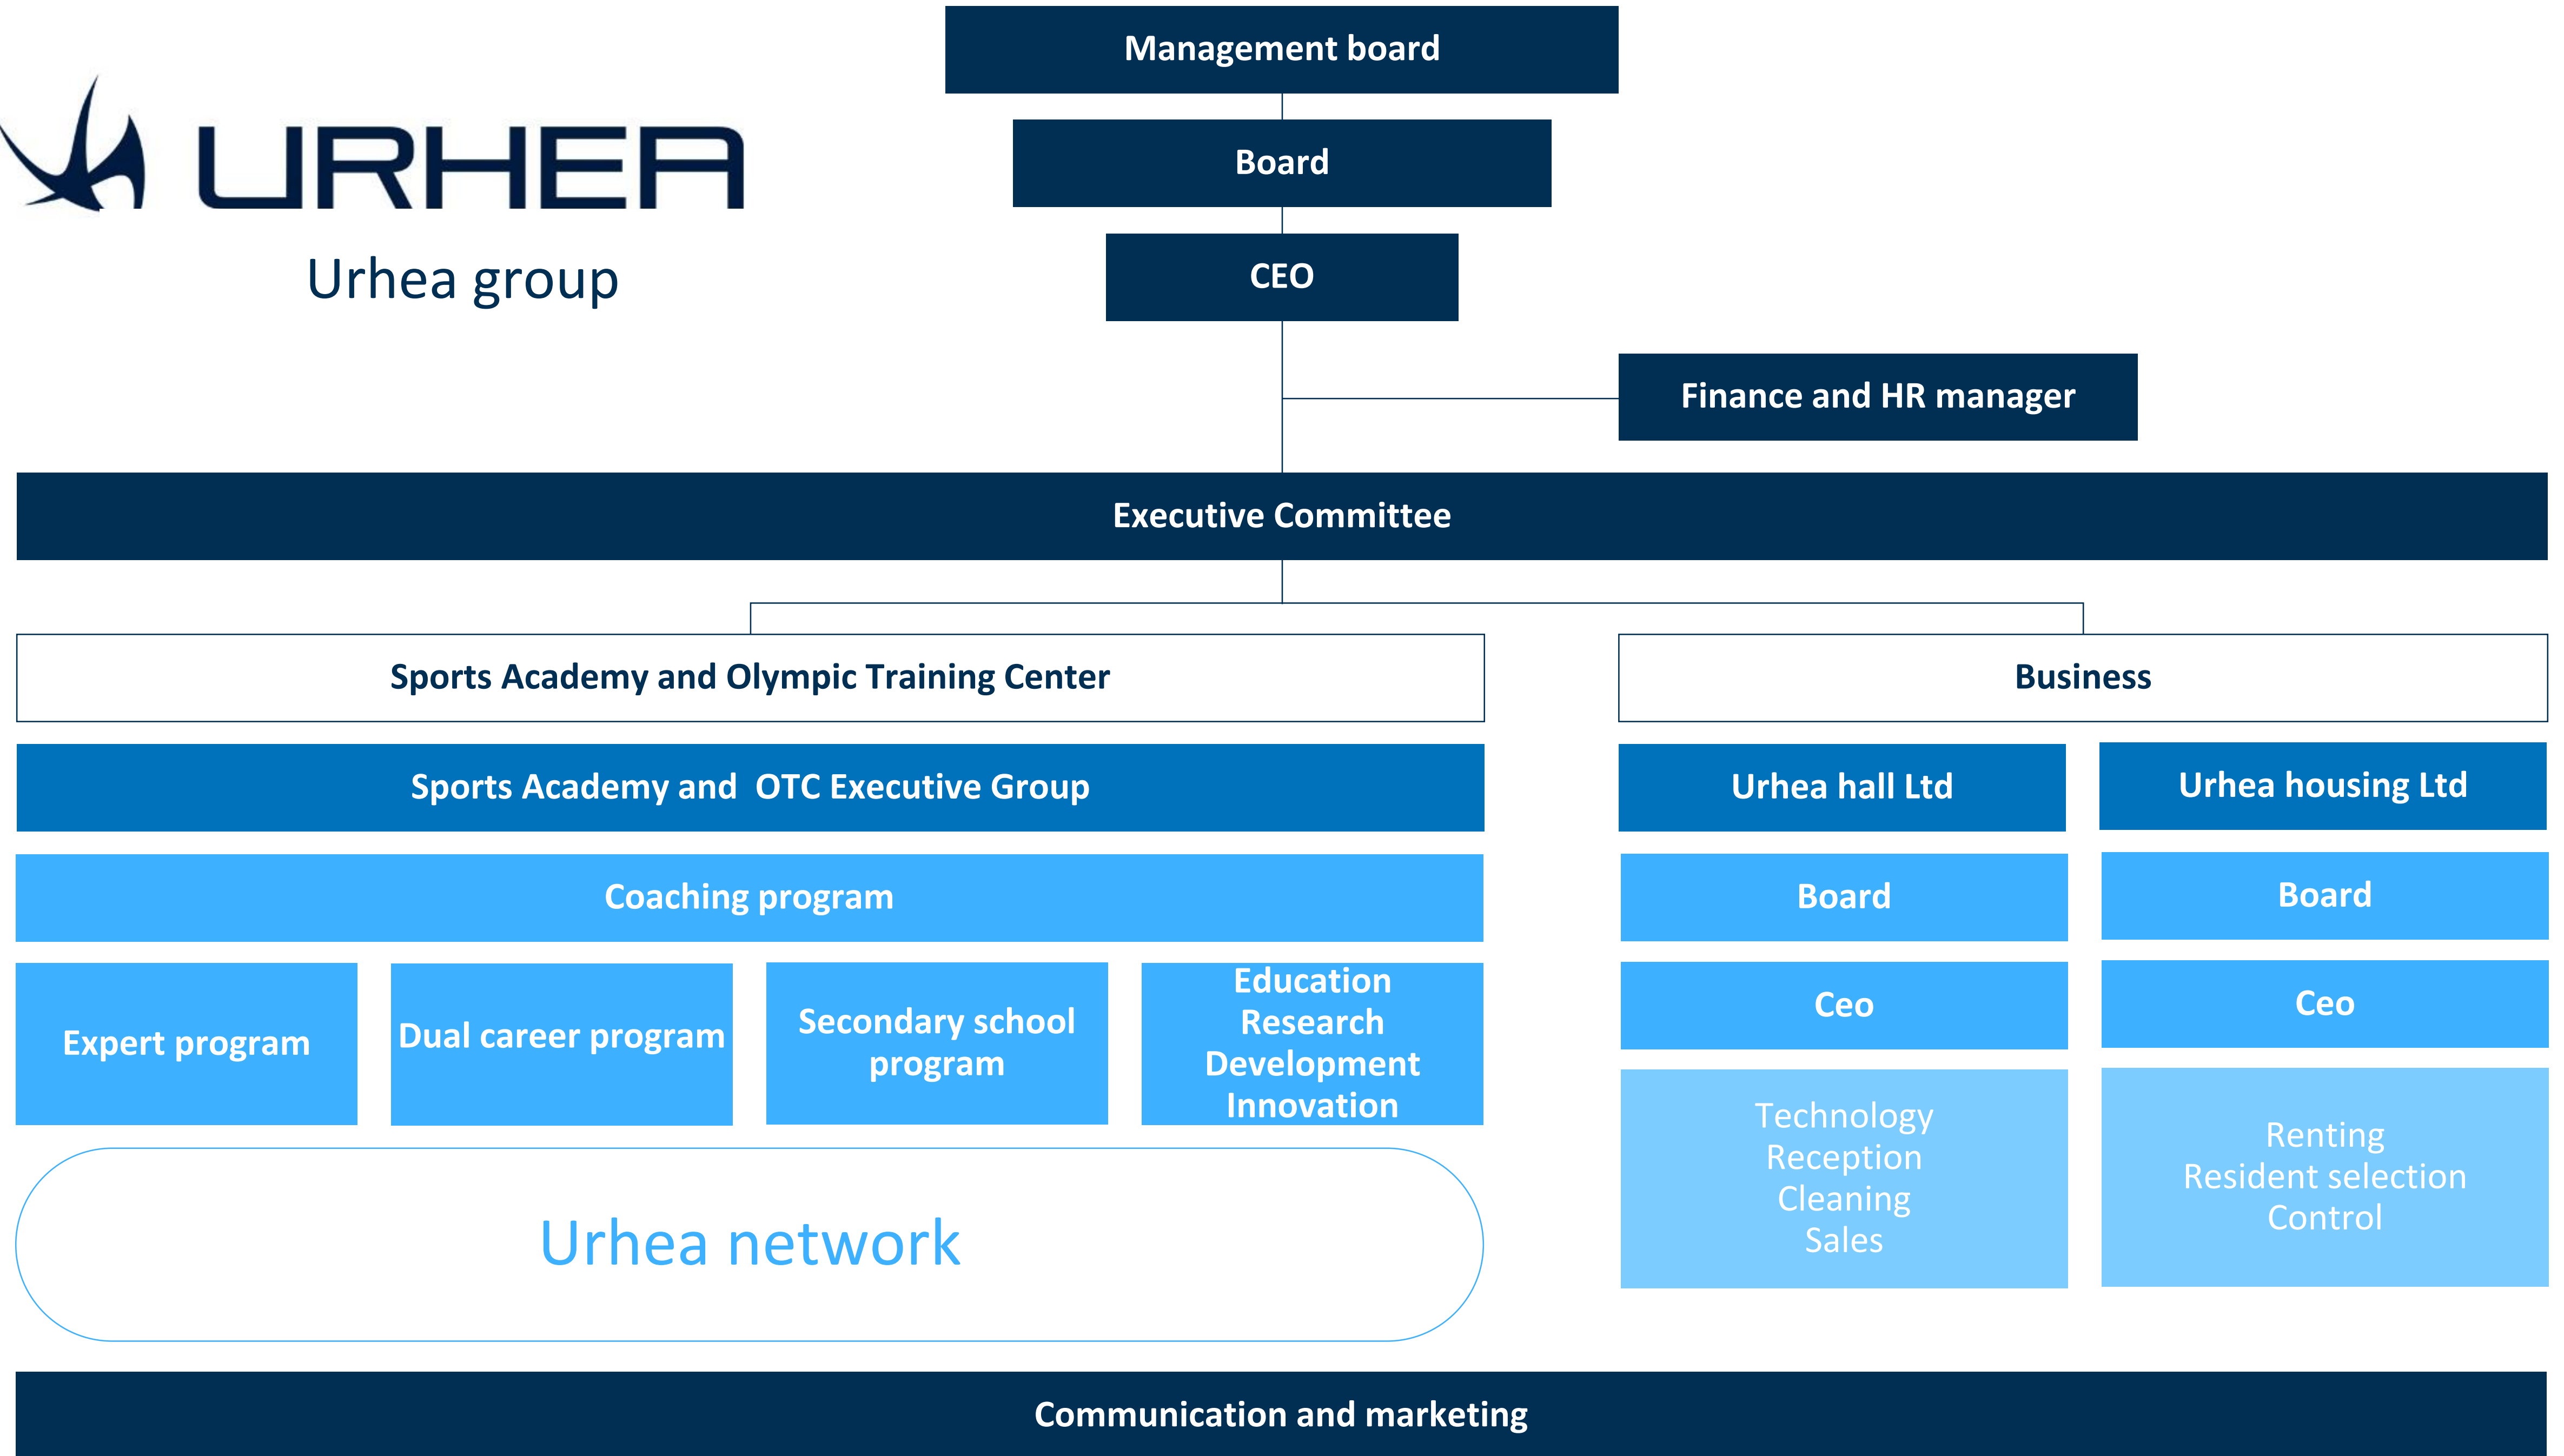 Management board
URHEA
Board
Urhea group
CEO
Finance and HR manager
Executive Committee
Sports Academy and Olympic Training Center
Business
Sports Academy and  OTC Executive Group
Urhea hall Ltd
Urhea housing Ltd
Coaching program
Board
Board
Expert program
Dual career program
Secondary school
program
Education
Research
Development
Innovation
Ceo
Ceo
Technology
Reception
Cleaning
Sales
Renting
Resident selection
Control
Urhea network
Communication and marketing